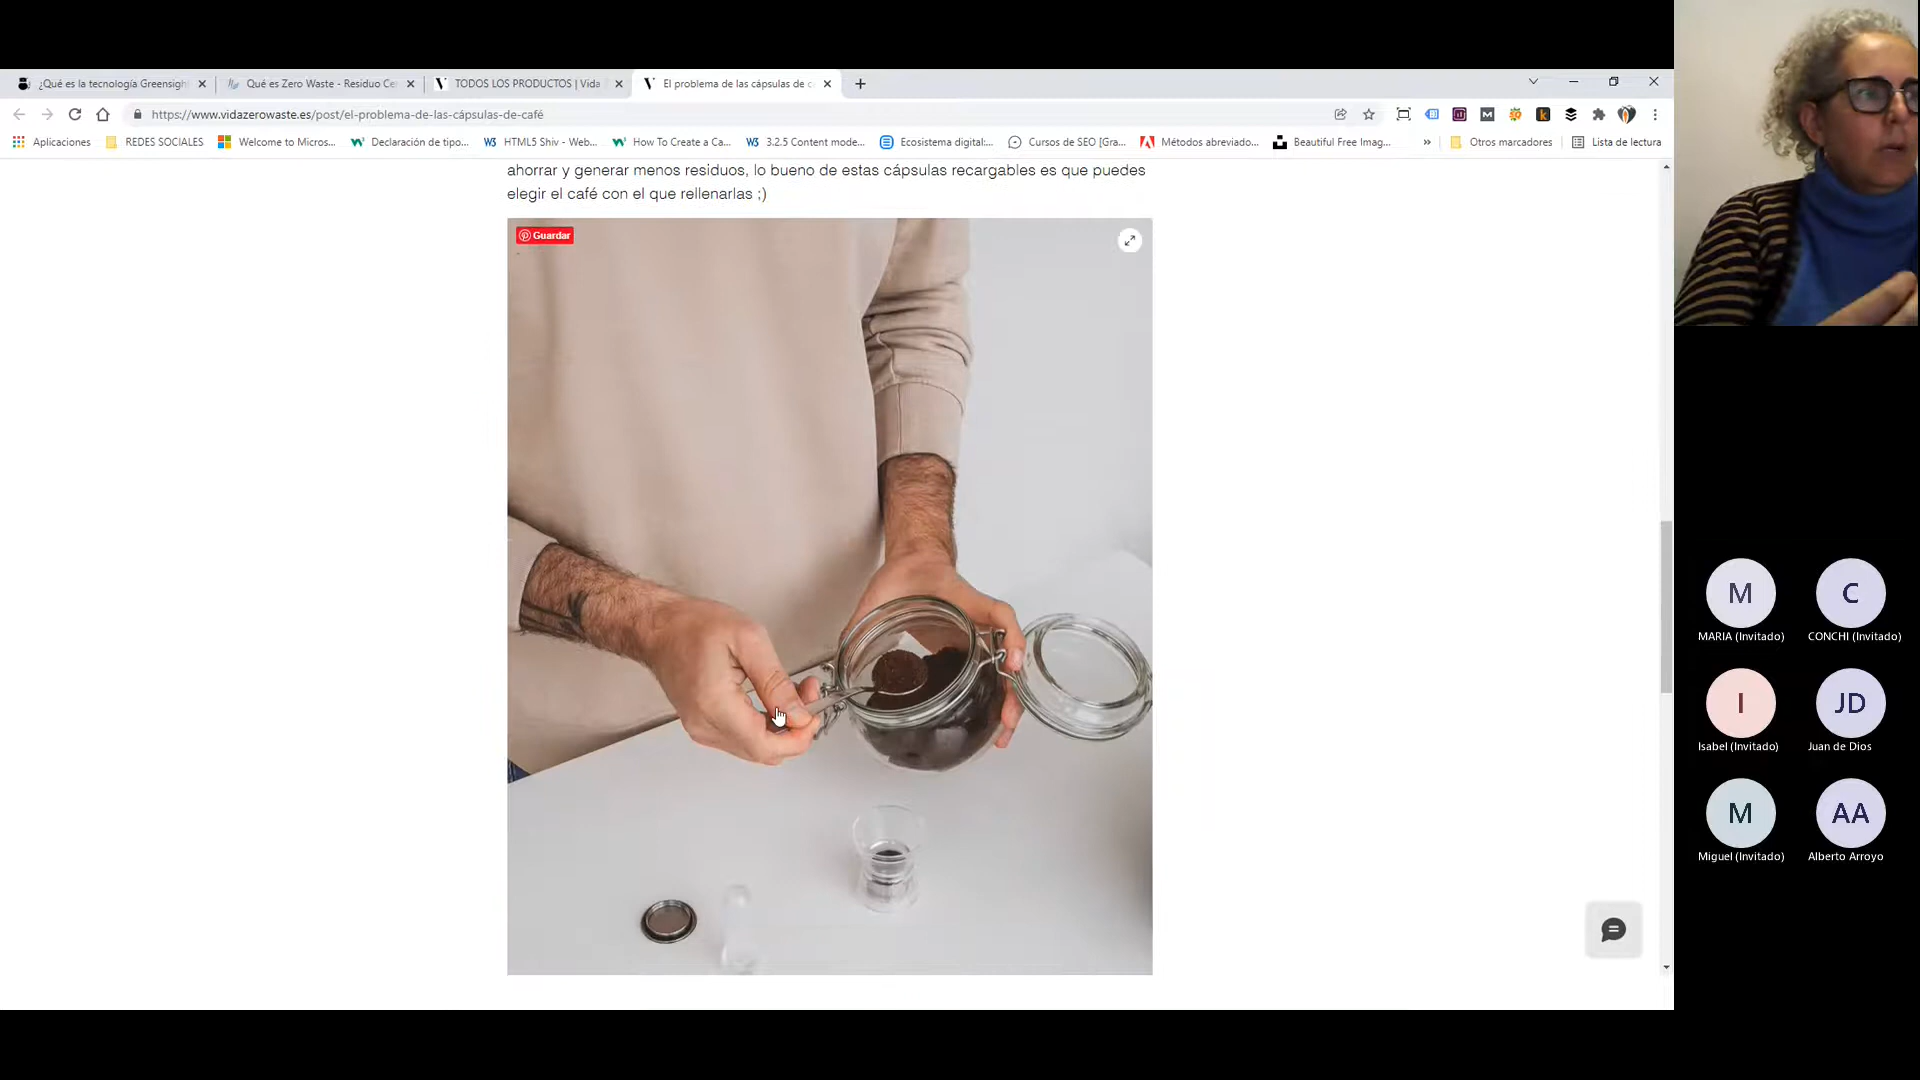 ¿Qué es la tecnología Greensight
Qué es Zero Waste - Residuo Ce
TODOS LOS PRODUCTOS | Vida
El problema de las cápsulas de c
https://www.vidazerowaste.es/post/el-problema-de-las-cápsulas-de-café
Aplicaciones
REDES SOCIALES
Welcome to Micros...
Declaración de tipo...
HTML5 Shiv - Web...
How To Create a Ca...
3.2.5 Content mode...
Ecosistema digital:...
Cursos de SEO [Gra...
Métodos abreviado...
Beautiful Free Imag...
»
Otros marcadores
Lista de lectura
ahorrar y generar menos residuos, lo bueno de estas cápsulas recargables es que puedes
elegir el café con el que rellenarlas ;)
Guardar
M
C
MARIA (Invitado)
CONCHI (Invitado)
I
JD
Isabel (Invitado)
Juan de Dios
M
AA
Miguel (Invitado)
Alberto Arroyo